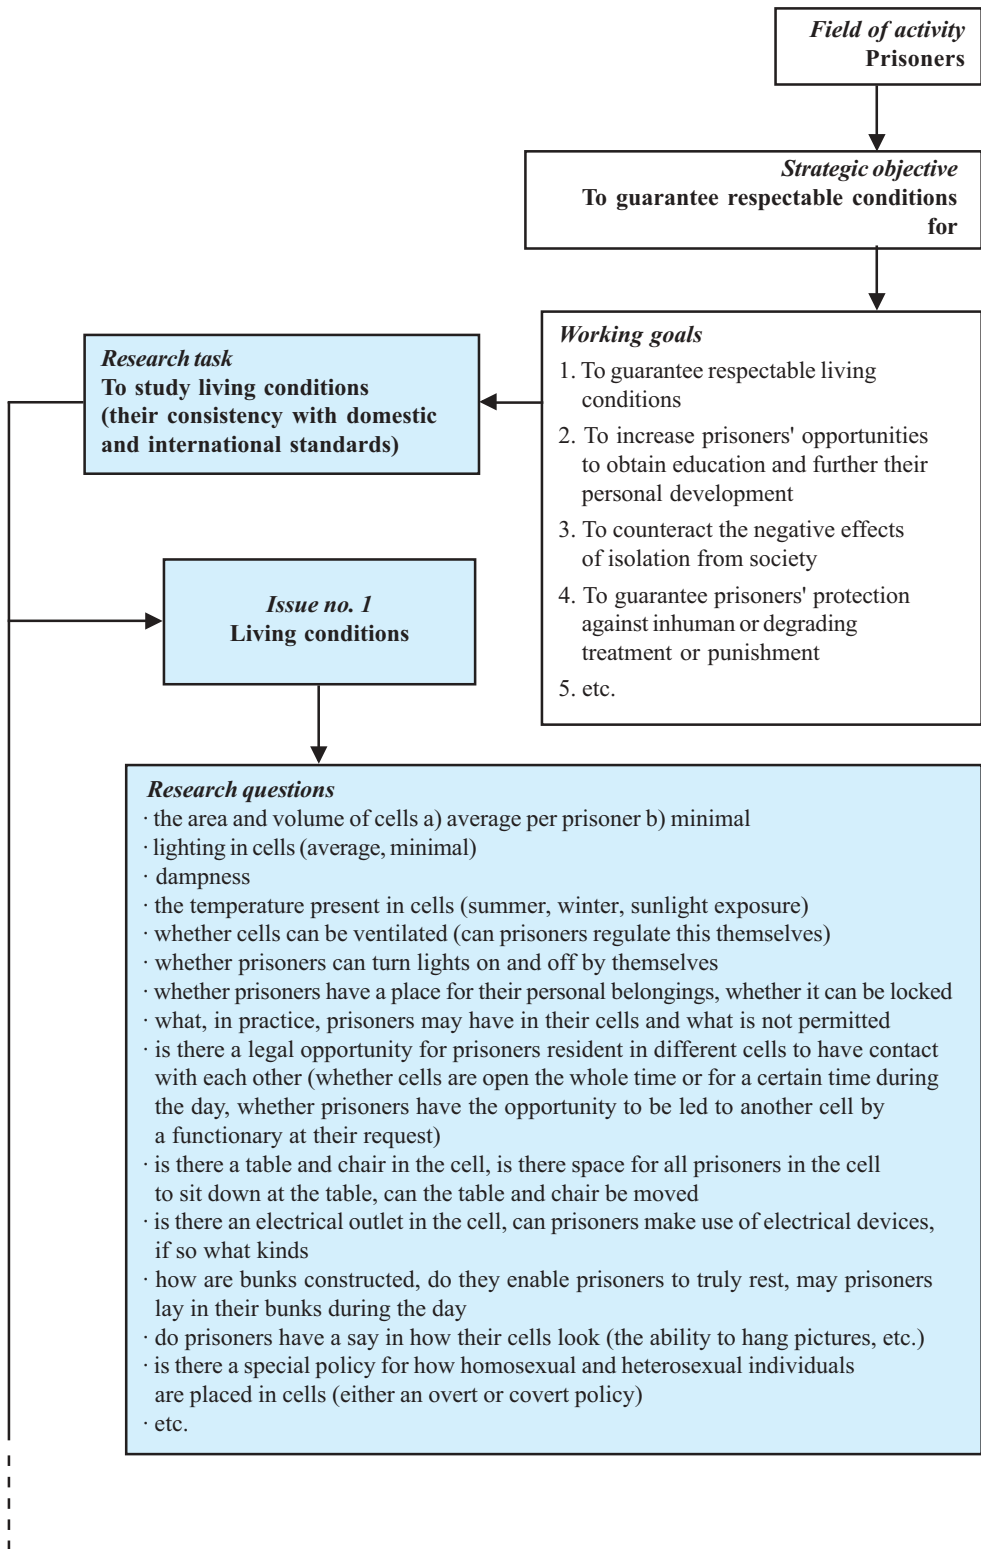 Field of activity
Prisoners
Strategic objective
To guarantee respectable conditions
for
Working goals
1. To guarantee respectable living
conditions
2. To increase prisoners' opportunities
to obtain education and further their
personal development
3. To counteract the negative effects
of isolation from society
4. To guarantee prisoners' protection
against inhuman or degrading
treatment or punishment
5. etc.
Research task
To study living conditions
(their consistency with domestic
and international standards)
Issue no. 1
Living conditions
Research questions
· the area and volume of cells a) average per prisoner b) minimal
· lighting in cells (average, minimal)
· dampness
· the temperature present in cells (summer, winter, sunlight exposure)
· whether cells can be ventilated (can prisoners regulate this themselves)
· whether prisoners can turn lights on and off by themselves
· whether prisoners have a place for their personal belongings, whether it can be locked
· what, in practice, prisoners may have in their cells and what is not permitted
· is there a legal opportunity for prisoners resident in different cells to have contact
with each other (whether cells are open the whole time or for a certain time during
the day, whether prisoners have the opportunity to be led to another cell by
a functionary at their request)
· is there a table and chair in the cell, is there space for all prisoners in the cell
to sit down at the table, can the table and chair be moved
· is there an electrical outlet in the cell, can prisoners make use of electrical devices,
if so what kinds
· how are bunks constructed, do they enable prisoners to truly rest, may prisoners
lay in their bunks during the day
· do prisoners have a say in how their cells look (the ability to hang pictures, etc.)
· is there a special policy for how homosexual and heterosexual individuals
are placed in cells (either an overt or covert policy)
· etc.